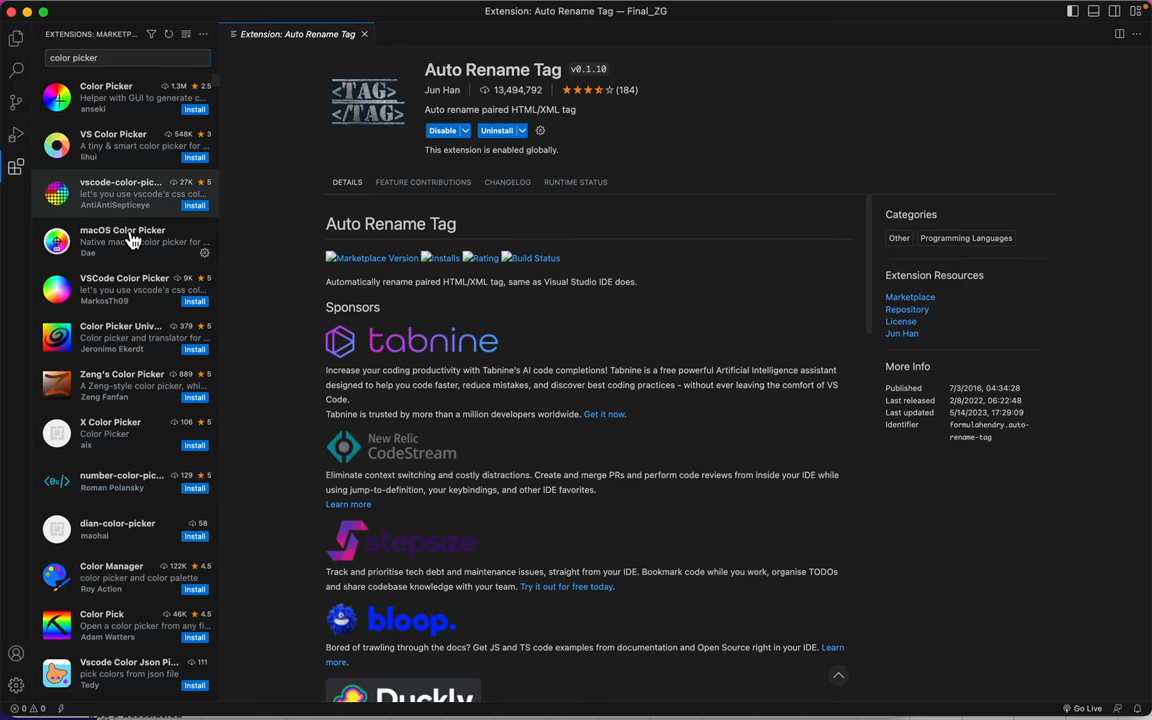 Extension: Auto Rename Tag — Final_ZG
EXTENSIONS: MARKETP...
color picker
Color Picker 1.3M ★ 2.5
Helper with GUI to generate c...
anseki Install
VS Color Picker 548K ★ 3
A tiny & smart color picker for ...
lihui Install
vscode-color-pic... 27K ★ 5
let's you use vscode's css col...
AntiAntiSepticeye Install
macOS Color Picker
Native mac color picker for ...
Dae
VSCode Color Picker 9K ★ 5
let's you use vscode's css col...
MarkosTh09 Install
Color Picker Univ... 379 ★ 5
Color picker and translator for ...
Jeronimo Ekerdt Install
Zeng's Color Picker 889 ★ 5
A Zeng-style color picker, whi...
Zeng Fanfan Install
X Color Picker 106 ★ 5
Color Picker
aix Install
number-color-pic... 129 ★ 5
Roman Polansky Install
dian-color-picker 58
maohai Install
Color Manager 122K ★ 4.5
color picker and color palette
Roy Action Install
Color Pick 46K ★ 4.5
Open a color picker from any fi...
Adam Watters Install
Vscode Color Json Pi... 111
pick colors from json file
Tedy Install
Extension: Auto Rename Tag
<TAG>
</TAG>
Auto Rename Tag v0.1.10
Jun Han 13,494,792 (184)
Auto rename paired HTML/XML tag
Disable Uninstall
This extension is enabled globally.
DETAILS FEATURE CONTRIBUTIONS CHANGELOG RUNTIME STATUS
Auto Rename Tag
Marketplace Version Installs Rating Build Status
Automatically rename paired HTML/XML tag, same as Visual Studio IDE does.
Sponsors
tabnine
Increase your coding productivity with Tabnine's AI code completions! Tabnine is a free powerful Artificial Intelligence assistant
designed to help you code faster, reduce mistakes, and discover best coding practices - without ever leaving the comfort of VS
Code.
Tabnine is trusted by more than a million developers worldwide. Get it now.
New Relic
CodeStream
Eliminate context switching and costly distractions. Create and merge PRs and perform code reviews from inside your IDE while
using jump-to-definition, your keybindings, and other IDE favorites.
Learn more
stepsize
Track and prioritise tech debt and maintenance issues, straight from your IDE. Bookmark code while you work, organise TODOs
and share codebase knowledge with your team. Try it out for free today.
bloop.
Bored of trawling through the docs? Get JS and TS code examples from documentation and Open Source right in your IDE. Learn
more.
Duckly
Categories
Other Programming Languages
Extension Resources
Marketplace
Repository
License
Jun Han
More Info
Published 7/3/2016, 04:34:28
Last released 2/8/2022, 06:22:48
Last updated 5/14/2023, 17:29:09
Identifier formulahendry.auto-
rename-tag
0 0 Go Live